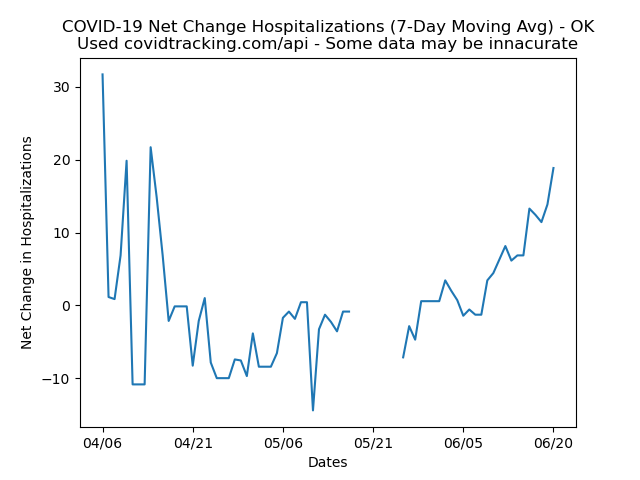 COVID-19 Net Change Hospitalizations (7-Day Moving Avg) - OK
Used covidtracking.com/api - Some data may be innacurate
Net Change in Hospitalizations
30
20
10
0
−10
04/06
04/21
05/06
05/21
06/05
06/20
Dates